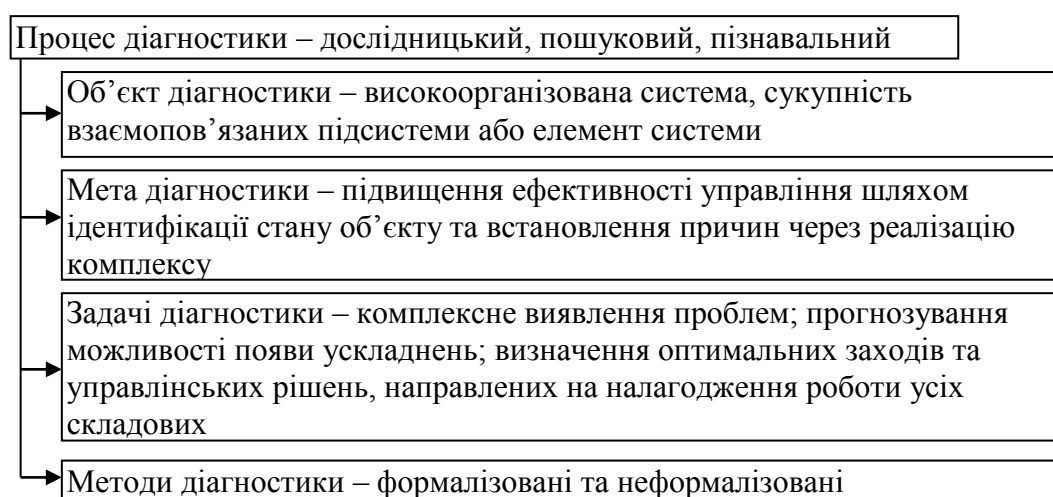 Процес діагностики – дослідницький, пошуковий, пізнавальний
Об’єкт діагностики – високоорганізована система, сукупність
взаємопов’язаних підсистеми або елемент системи
Мета діагностики – підвищення ефективності управління шляхом
ідентифікації стану об’єкту та встановлення причин через реалізацію
комплексу
Задачі діагностики – комплексне виявлення проблем; прогнозування
можливості появи ускладнень; визначення оптимальних заходів та
управлінських рішень, направлених на налагодження роботи усіх
складових
Методи діагностики – формалізовані та неформалізовані